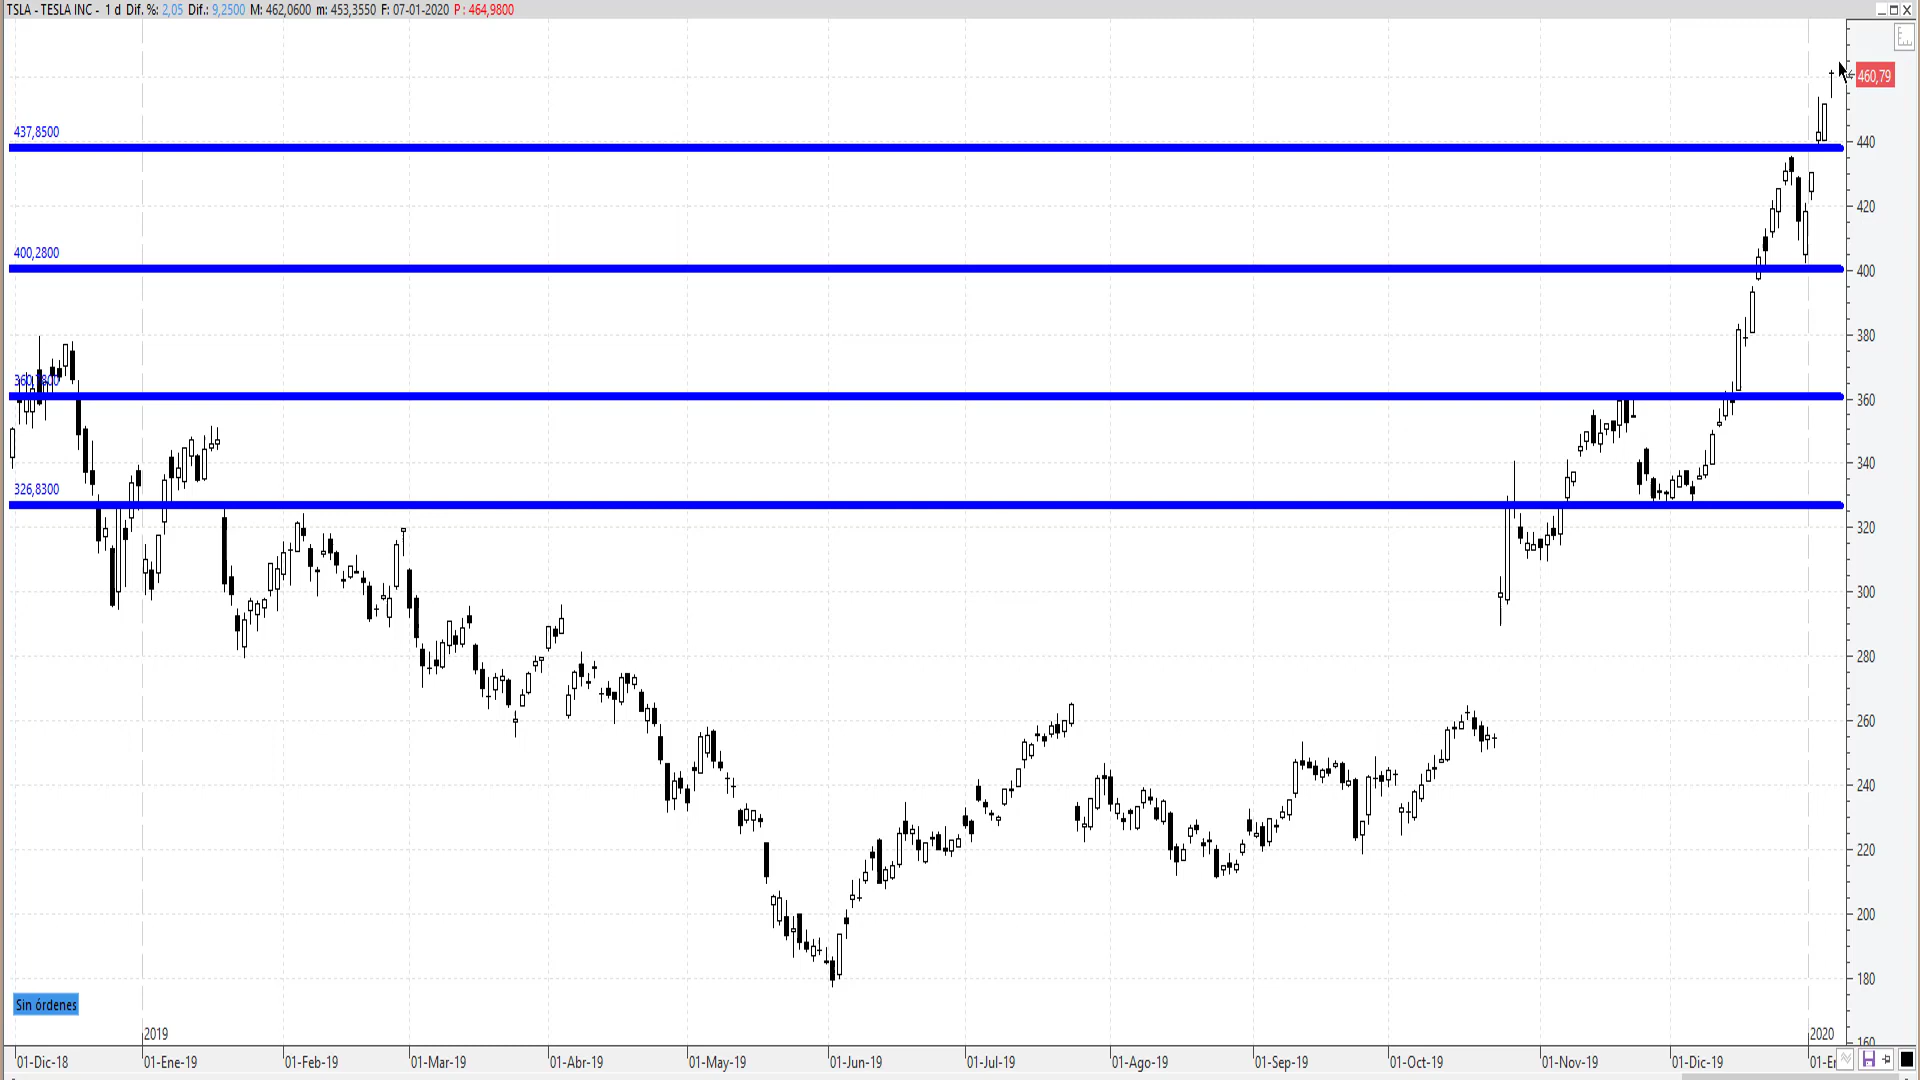 TSLA - TESLA INC - 1 d Dif. %: 2,05 Dif.: 9,2500 M: 462,0600 m: 453,3550 F: 07-01-2020 P: 464,9800
460,79
437,8500
440
420
400,2800
400
380
360
340
326,8300
320
300
280
260
240
220
200
180
Sin órdenes
2019
2020
160
01-Dic-18
01-Ene-19
01-Feb-19
01-Mar-19
01-Abr-19
01-May-19
01-Jun-19
01-Jul-19
01-Ago-19
01-Sep-19
01-Oct-19
01-Nov-19
01-Dic-19